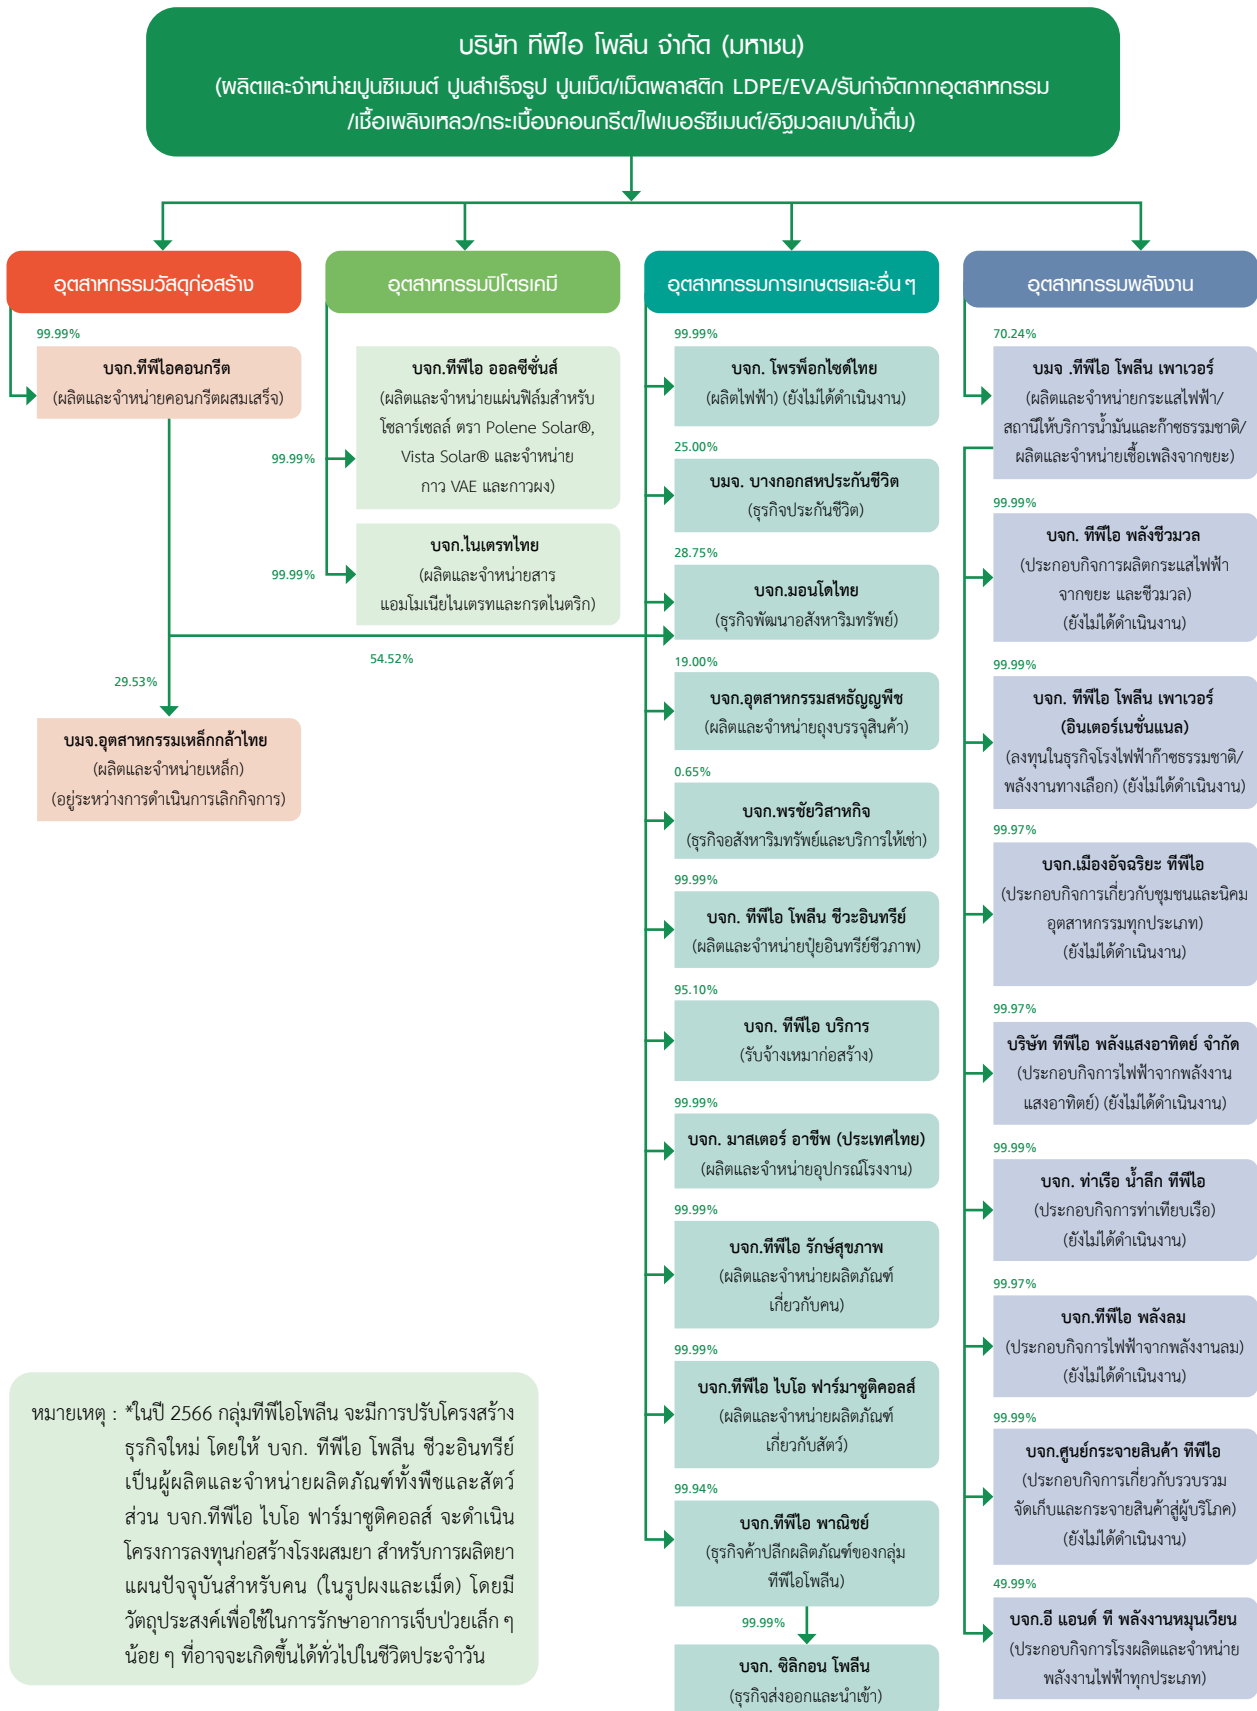 บริษัท ทีพีไอ โพลีน จำกัด (มหาชน)
(ผลิตและจำหน่ายปูนซิเมนต์ ปูนสำเร็จรูป ปูนเม็ด/เม็ดพลาสติก LDPE/EVA/รับกำจัดกากอุตสาหกรรม
/เชื้อเพลิงเหลว/กระเบื้องคอนกรีต/ไฟเบอร์ซีเมนต์/อิฐมวลเบา/น้ำดื่ม)
อุตสาหกรรมวัสดุก่อสร้าง
99.99%
บจก.ทีพีไอคอนกรีต
(ผลิตและจำหน่ายคอนกรีตผสมเสร็จ)
29.53%
54.52%
บมจ.อุตสาหกรรมเหล็กกล้าไทย
(ผลิตและจำหน่ายเหล็ก)
(อยู่ระหว่างการดำเนินการเลิกกิจการ)
อุตสาหกรรมปิโตรเคมี
99.99%
บจก.ทีพีไอ ออลซีซั่นส์
(ผลิตและจำหน่ายแผ่นฟิล์มสำหรับ
โซลาร์เซลล์ ตรา Polene Solar®,
Vista Solar® และจำหน่าย
กาว VAE และกาวผง)
99.99%
บจก.ไนเตรทไทย
(ผลิตและจำหน่ายสาร
แอมโมเนียไนเตรทและกรดไนตริก)
อุตสาหกรรมการเกษตรและอื่น ๆ
99.99%
บจก. โพรพ็อกไซด์ไทย
(ผลิตไฟฟ้า) (ยังไม่ได้ดำเนินงาน)
25.00%
บมจ. บางกอกสหประกันชีวิต
(ธุรกิจประกันชีวิต)
28.75%
บจก.มอนโดไทย
(ธุรกิจพัฒนาอสังหาริมทรัพย์)
19.00%
บจก.อุตสาหกรรมสหธัญญพืช
(ผลิตและจำหน่ายถุงบรรจุสินค้า)
0.65%
บจก.พรชัยวิสาหกิจ
(ธุรกิจอสังหาริมทรัพย์และบริการให้เช่า)
99.99%
บจก. ทีพีไอ โพลีน ชีวะอินทรีย์
(ผลิตและจำหน่ายปุ๋ยอินทรีย์ชีวภาพ)
95.10%
บจก. ทีพีไอ บริการ
(รับจ้างเหมาก่อสร้าง)
99.99%
บจก. มาสเตอร์ อาชีพ (ประเทศไทย)
(ผลิตและจำหน่ายอุปกรณ์โรงงาน)
99.99%
บจก.ทีพีไอ รักษ์สุขภาพ
(ผลิตและจำหน่ายผลิตภัณฑ์
เกี่ยวกับคน)
99.99%
บจก.ทีพีไอ ไบโอ ฟาร์มาซูติคอลส์
(ผลิตและจำหน่ายผลิตภัณฑ์
เกี่ยวกับสัตว์)
99.94%
บจก.ทีพีไอ พาณิชย์
(ธุรกิจค้าปลีกผลิตภัณฑ์ของกลุ่ม
ทีพีไอโพลีน)
99.99%
บจก. ซิลิกอน โพลีน
(ธุรกิจส่งออกและนำเข้า)
อุตสาหกรรมพลังงาน
70.24%
บมจ .ทีพีไอ โพลีน เพาเวอร์
(ผลิตและจำหน่ายกระแสไฟฟ้า/
สถานีให้บริการน้ำมันและก๊าซธรรมชาติ/
ผลิตและจำหน่ายเชื้อเพลิงจากขยะ)
99.99%
บจก. ทีพีไอ พลังชีวมวล
(ประกอบกิจการผลิตกระแสไฟฟ้า
จากขยะ และชีวมวล)
(ยังไม่ได้ดำเนินงาน)
99.99%
บจก. ทีพีไอ โพลีน เพาเวอร์
(อินเตอร์เนชั่นแนล)
(ลงทุนในธุรกิจโรงไฟฟ้าก๊าซธรรมชาติ/
พลังงานทางเลือก) (ยังไม่ได้ดำเนินงาน)
99.97%
บจก.เมืองอัจฉริยะ ทีพีไอ
(ประกอบกิจการเกี่ยวกับชุมชนและนิคม
อุตสาหกรรมทุกประเภท)
(ยังไม่ได้ดำเนินงาน)
99.97%
บริษัท ทีพีไอ พลังแสงอาทิตย์ จำกัด
(ประกอบกิจการไฟฟ้าจากพลังงาน
แสงอาทิตย์) (ยังไม่ได้ดำเนินงาน)
99.99%
บจก. ท่าเรือ น้ำลึก ทีพีไอ
(ประกอบกิจการท่าเทียบเรือ)
(ยังไม่ได้ดำเนินงาน)
99.97%
บจก.ทีพีไอ พลังลม
(ประกอบกิจการไฟฟ้าจากพลังงานลม)
(ยังไม่ได้ดำเนินงาน)
99.99%
บจก.ศูนย์กระจายสินค้า ทีพีไอ
(ประกอบกิจการเกี่ยวกับรวบรวม
จัดเก็บและกระจายสินค้าสู่ผู้บริโภค)
(ยังไม่ได้ดำเนินงาน)
49.99%
บจก.อี แอนด์ ที พลังงานหมุนเวียน
(ประกอบกิจการโรงผลิตและจำหน่าย
พลังงานไฟฟ้าทุกประเภท)
หมายเหตุ : *ในปี 2566 กลุ่มทีพีไอโพลีน จะมีการปรับโครงสร้าง
ธุรกิจใหม่ โดยให้ บจก. ทีพีไอ โพลีน ชีวะอินทรีย์
เป็นผู้ผลิตและจำหน่ายผลิตภัณฑ์ทั้งพืชและสัตว์
ส่วน บจก.ทีพีไอ ไบโอ ฟาร์มาซูติคอลส์ จะดำเนิน
โครงการลงทุนก่อสร้างโรงผสมยา สำหรับการผลิตยา
แผนปัจจุบันสำหรับคน (ในรูปผงและเม็ด) โดยมี
วัตถุประสงค์เพื่อใช้ในการรักษาอาการเจ็บป่วยเล็ก ๆ
น้อย ๆ ที่อาจจะเกิดขึ้นได้ทั่วไปในชีวิตประจำวัน